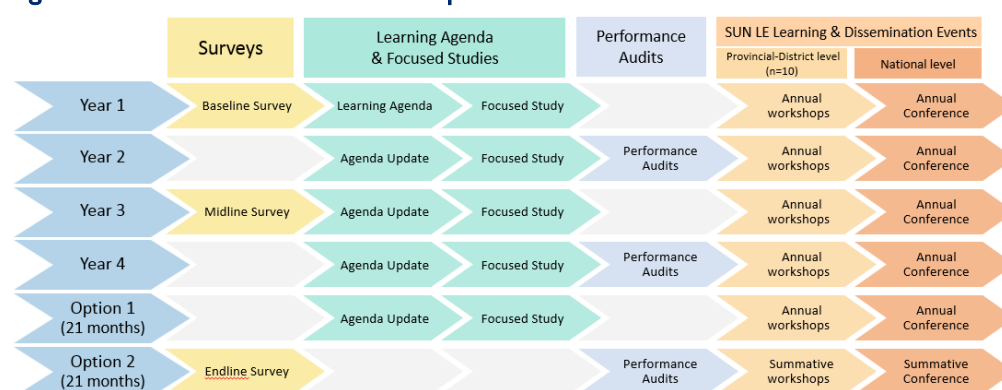 Surveys
Learning Agenda
& Focused Studies
Performance
Audits
SUN LE Learning & Dissemination Events
Provincial-District level
(n=10)
National level
Year 1
Baseline Survey
Learning Agenda
Focused Study
Annual
workshops
Annual
Conference
Year 2
Agenda Update
Focused Study
Performance
Audits
Annual
workshops
Annual
Conference
Year 3
Midline Survey
Agenda Update
Focused Study
Annual
workshops
Annual
Conference
Year 4
Agenda Update
Focused Study
Performance
Audits
Annual
workshops
Annual
Conference
Option 1
(21 months)
Agenda Update
Focused Study
Annual
workshops
Annual
Conference
Option 2
(21 months)
Endline Survey
Performance
Audits
Summative
workshops
Summative
Conference